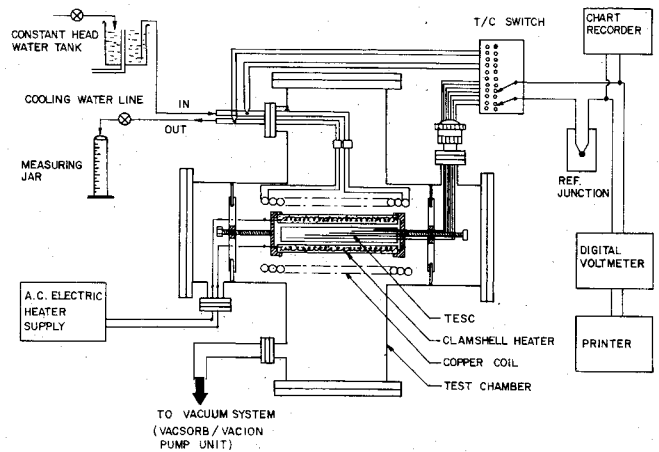 T/C SWITCH
CHART
RECORDER
CONSTANT HEAD
WATER TANK
COOLING WATER LINE
IN
OUT
MEASURING
JAR
REF.
JUNCTION
DIGITAL
VOLTMETER
A.C. ELECTRIC
HEATER
SUPPLY
TESC
CLAMSHELL HEATER
COPPER COIL
TEST CHAMBER
PRINTER
TO VACUUM SYSTEM
(VACSORB/VACION
PUMP UNIT)